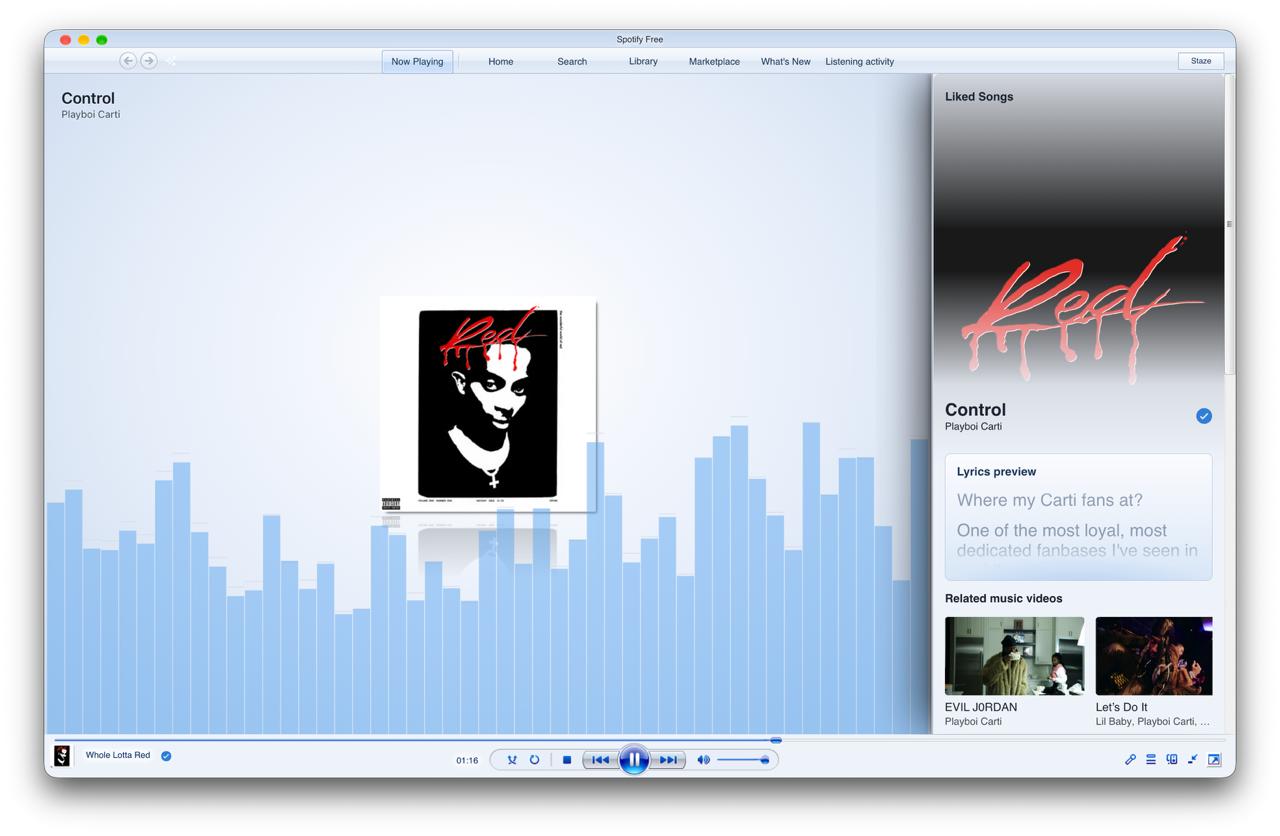 Spotify Free
Now Playing
Home
Search
Library
Marketplace
What's New
Listening activity
Staze
Control
Playboi Carti
Red
Liked Songs
Red
Control
Playboi Carti
Lyrics preview
Where my Carti fans at?
One of the most loyal, most
dedicated fanbases I've seen in
Related music videos
EVIL J0RDAN
Playboi Carti
Let's Do It
Lil Baby, Playboi Carti, ...
Whole Lotta Red
01:16